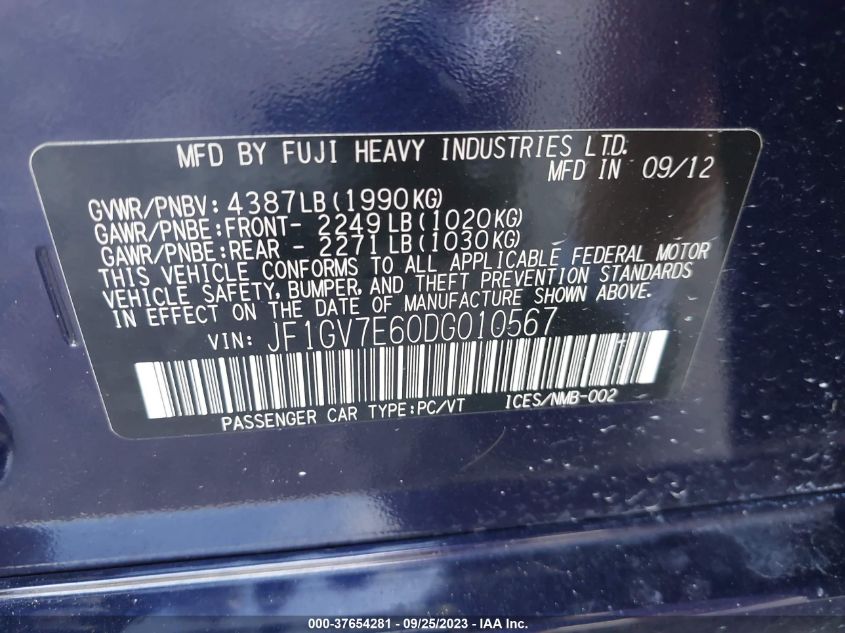 MFD BY FUJI HEAVY INDUSTRIES LTD.
MFD IN 09/12
GVWR/PNBV: 4387LB(1990KG)
GAWR/PNBE:FRONT- 2249LB(1020KG)
GAWR/PNBE:REAR - 2271LB(1030KG)
THIS VEHICLE CONFORMS TO ALL APPLICABLE FEDERAL MOTOR
VEHICLE SAFETY, BUMPER, AND THEFT PREVENTION STANDARDS
IN EFFECT ON THE DATE OF MANUFACTURE SHOWN ABOVE.
VIN: JF1GV7E60DG010567
PASSENGER CAR TYPE:PC/VT ICES/NMB-002
000-37654281 - 09/25/2023 - IAA Inc.